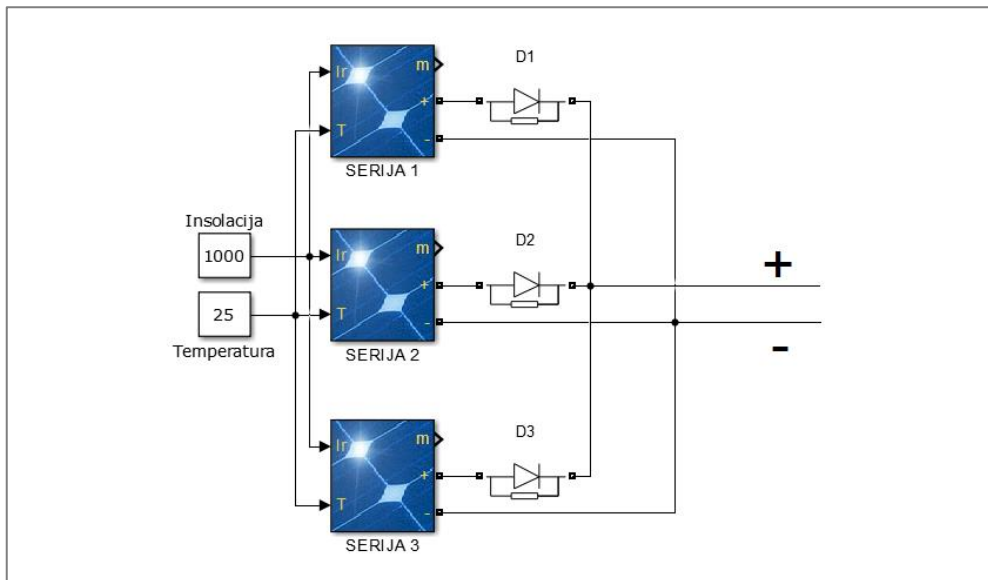 m
D1
Ir
+
T
-
SERIJA 1
Insolacija
1000
m
D2
Ir
+
+
25
T
-
-
Temperatura
SERIJA 2
m
D3
Ir
+
T
-
SERIJA 3